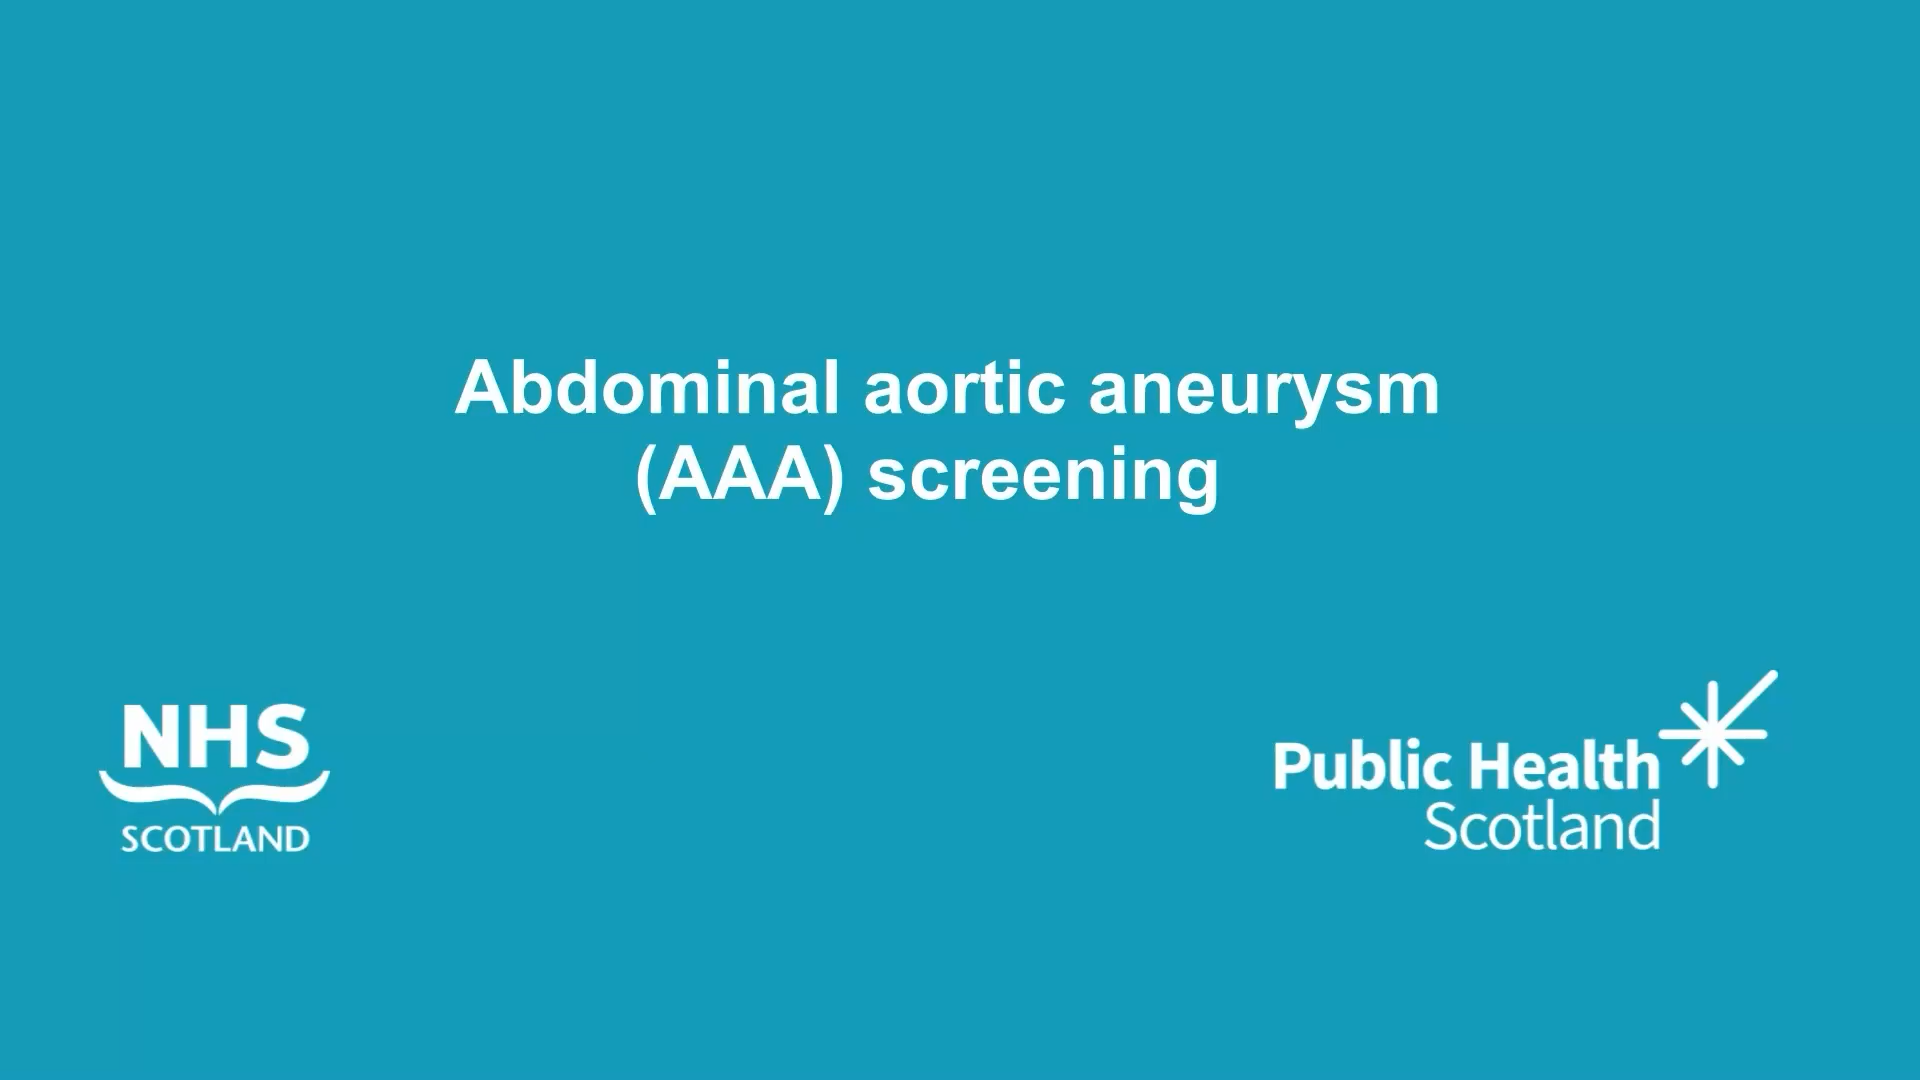 Abdominal aortic aneurysm
(AAA) screening
NHS
SCOTLAND
Public Health
Scotland